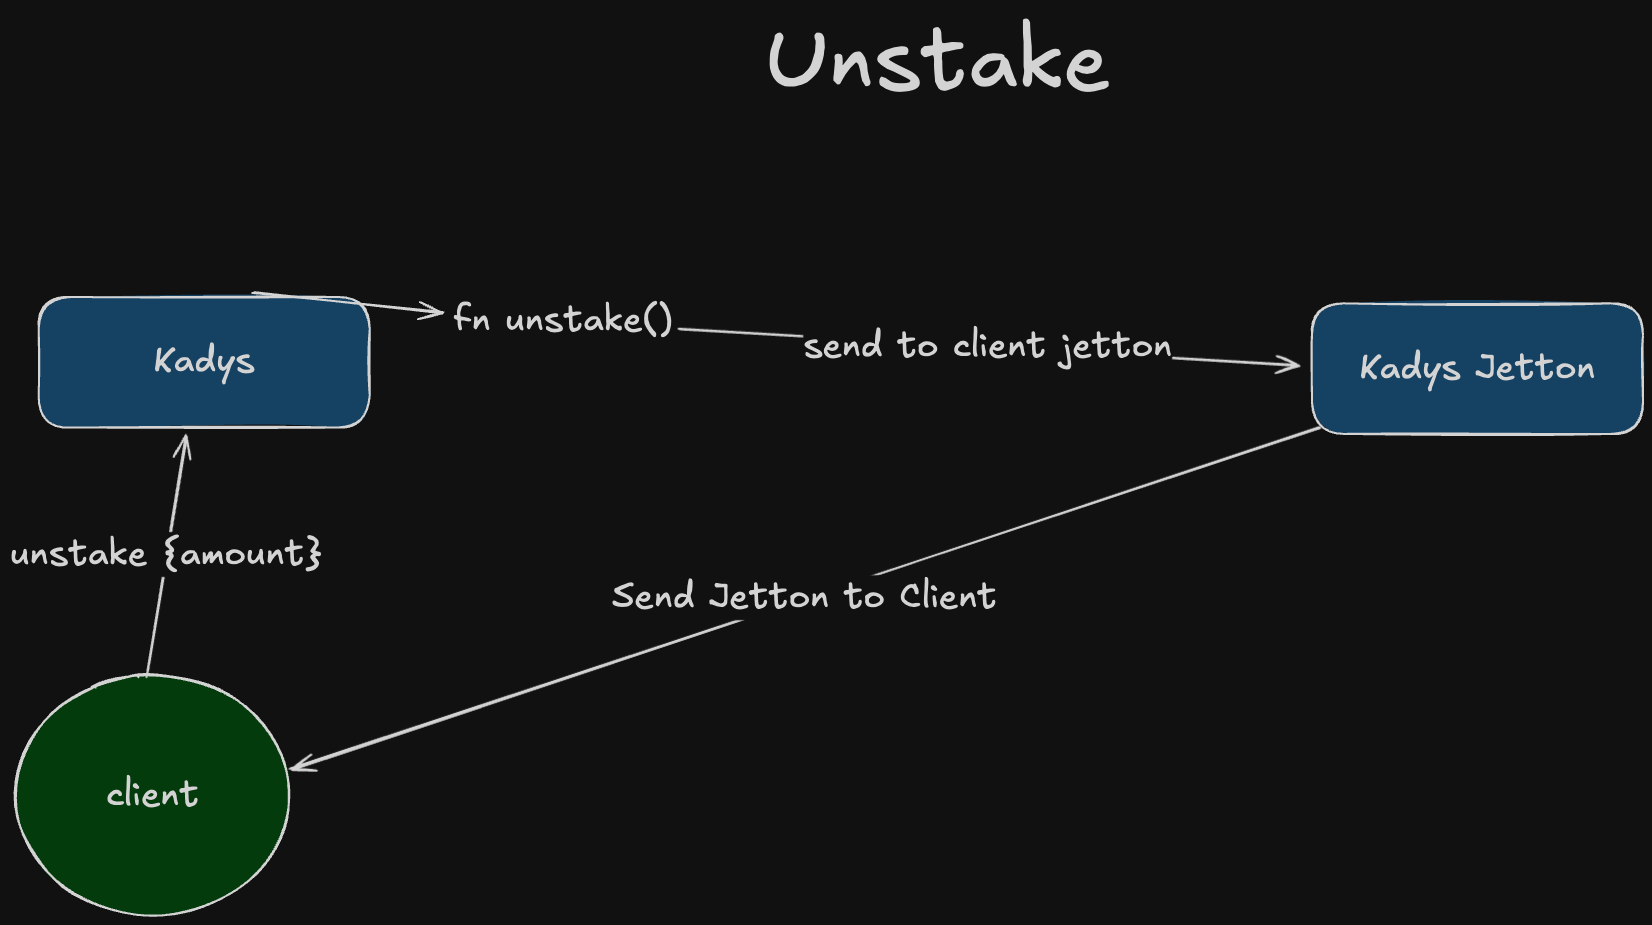 Unstake
Kadys
fn unstake()
send to client jetton
Kadys Jetton
unstake {amount}
Send Jetton to Client
client